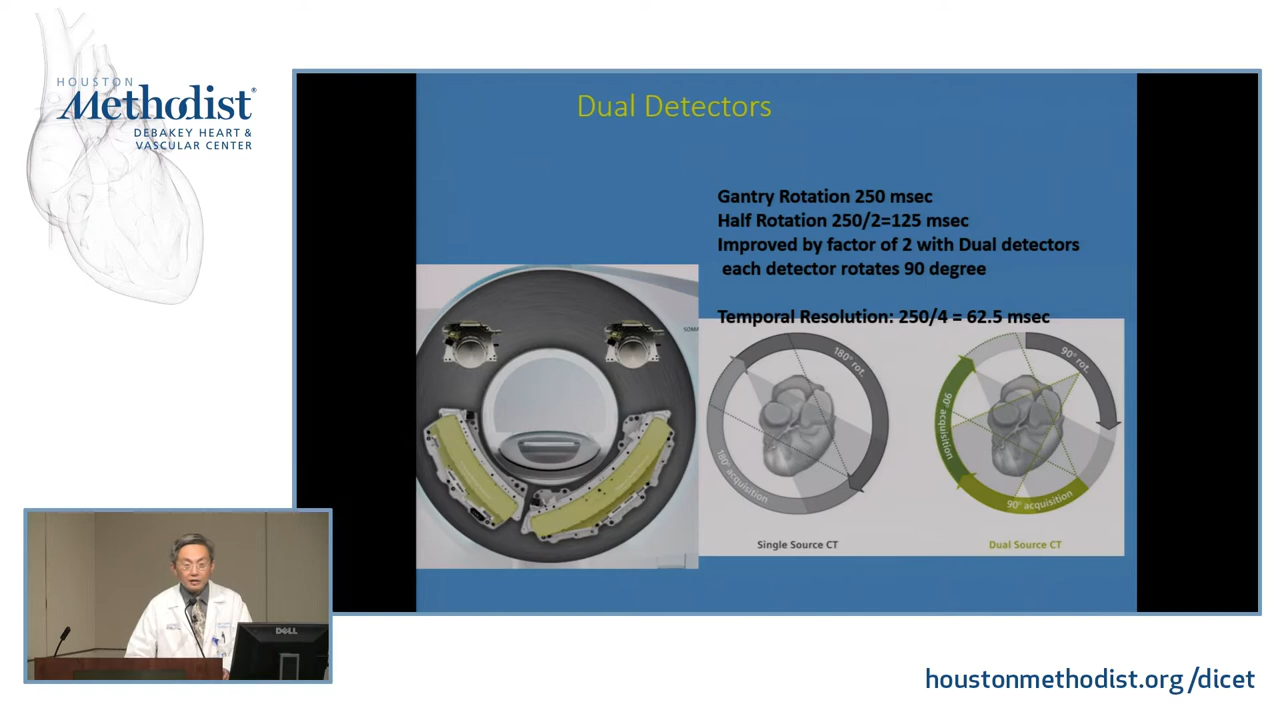 HOUSTON
Methodist®
DEBAKEY HEART &
VASCULAR CENTER
Dual Detectors
Gantry Rotation 250 msec
Half Rotation 250/2=125 msec
Improved by factor of 2 with Dual detectors
each detector rotates 90 degree
Temporal Resolution: 250/4 = 62.5 msec
SOMA
180° rot.
180° acquisition
Single Source CT
90° rot.
90° acquisition
90° acquisition
Dual Source CT
DELL
houstonmethodist.org/dicet